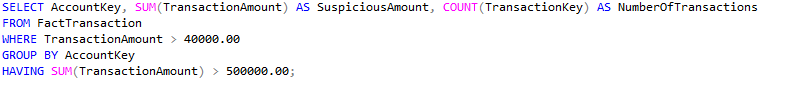 SELECT AccountKey, SUM(TransactionAmount) AS SuspiciousAmount, COUNT(TransactionKey) AS NumberOfTransactions
FROM FactTransaction
WHERE TransactionAmount > 40000.00
GROUP BY AccountKey
HAVING SUM(TransactionAmount) > 500000.00;